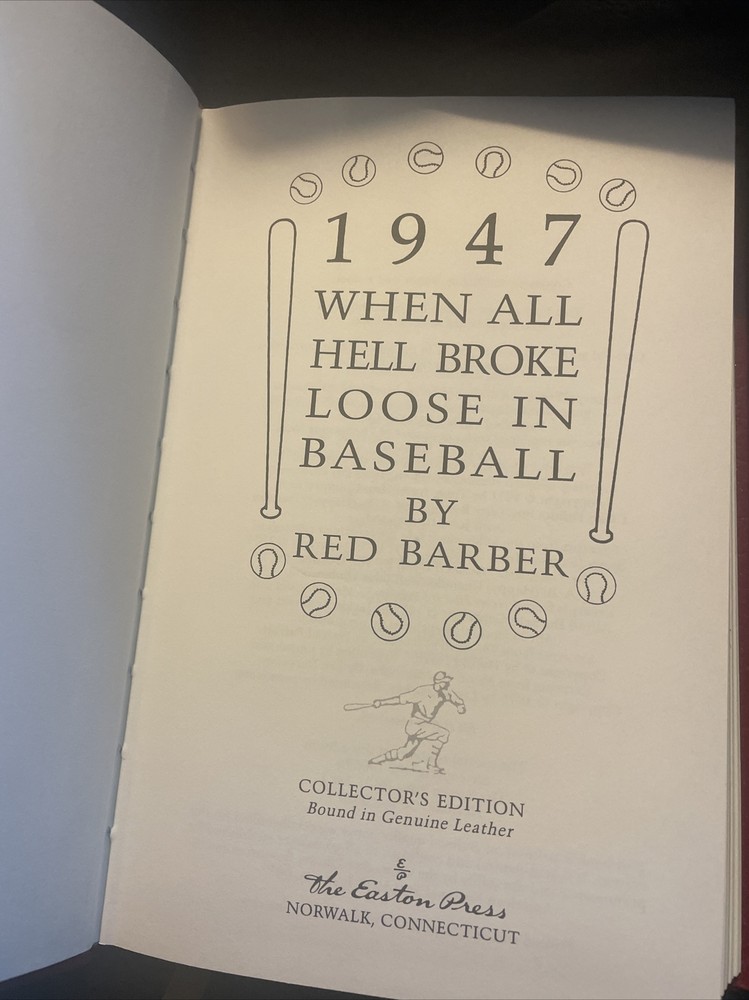 1947
WHEN ALL
HELL BROKE
LOOSE IN
BASEBALL
BY
RED BARBER
COLLECTOR'S EDITION
Bound in Genuine Leather
E
P
The Easton Press
NORWALK, CONNECTICUT